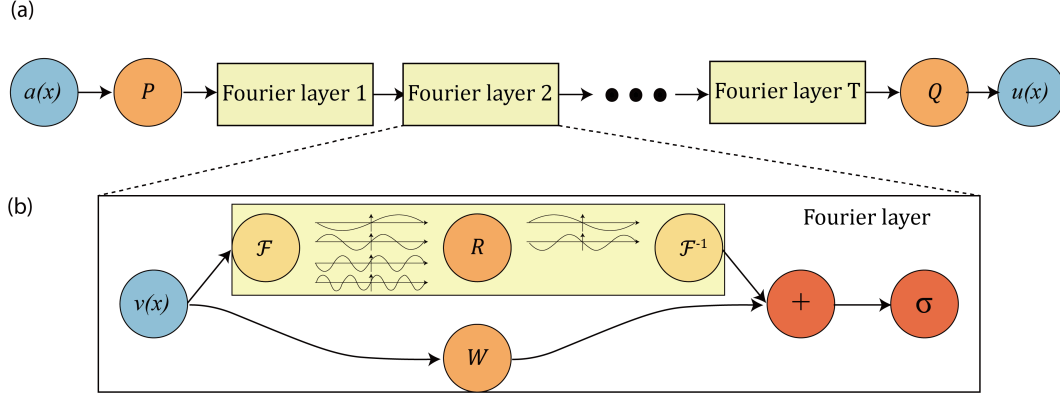 (a)
a(x) P Fourier layer 1 Fourier layer 2 Fourier layer T Q u(x)
(b)
Fourier layer
ℱ R ℱ⁻¹
v(x) + σ
W